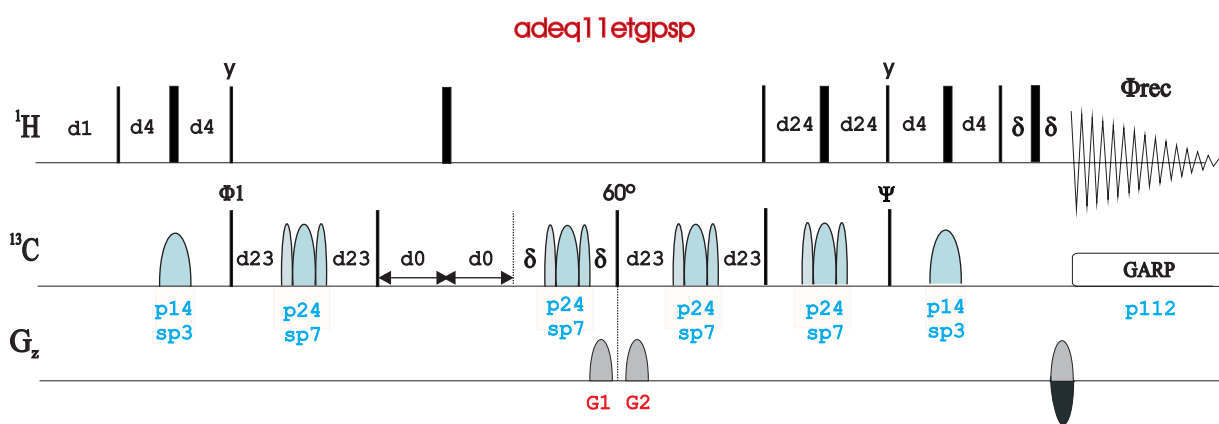 adeq11etgpsp
y y Φrec
¹H d1 d4 d4 d24 d24 d4 d4 δ δ
Φ1 60° Ψ
¹³C d23 d23 d0 d0 δ δ d23 d23 GARP
p14 p24 p24 p24 p24 p14 p112
sp3 sp7 sp7 sp7 sp7 sp3
Gz
G1 G2